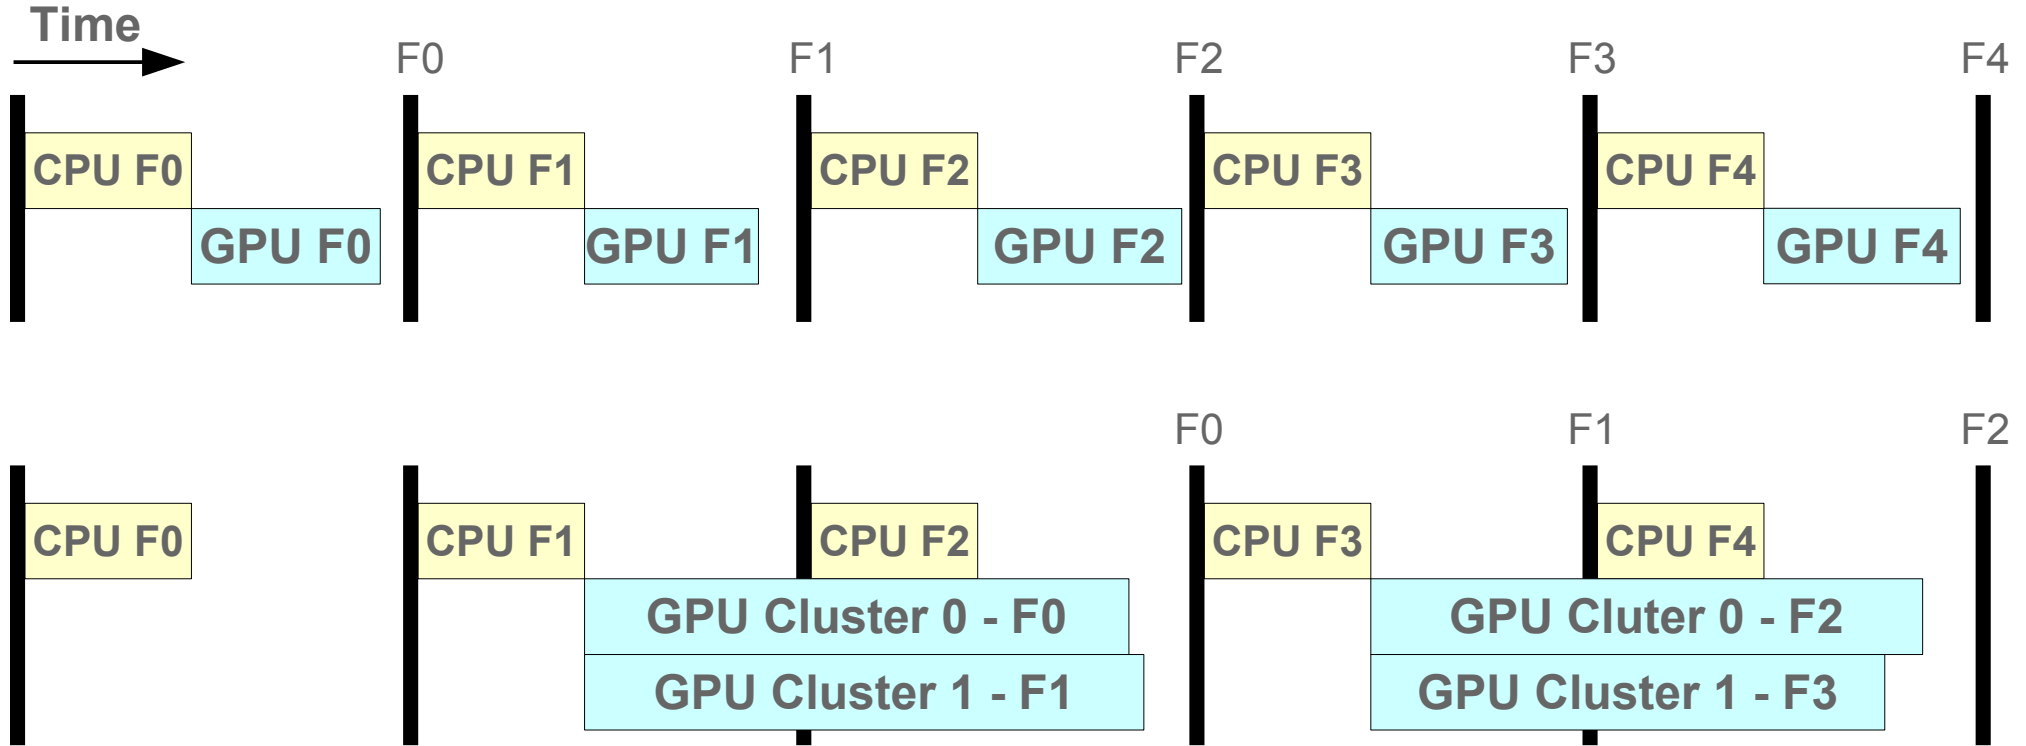 Time
F0 F1 F2 F3 F4
CPU F0 CPU F1 CPU F2 CPU F3 CPU F4
GPU F0 GPU F1 GPU F2 GPU F3 GPU F4
F0 F1 F2
CPU F0 CPU F1 CPU F2 CPU F3 CPU F4
GPU Cluster 0 - F0 GPU Cluter 0 - F2
GPU Cluster 1 - F1 GPU Cluster 1 - F3